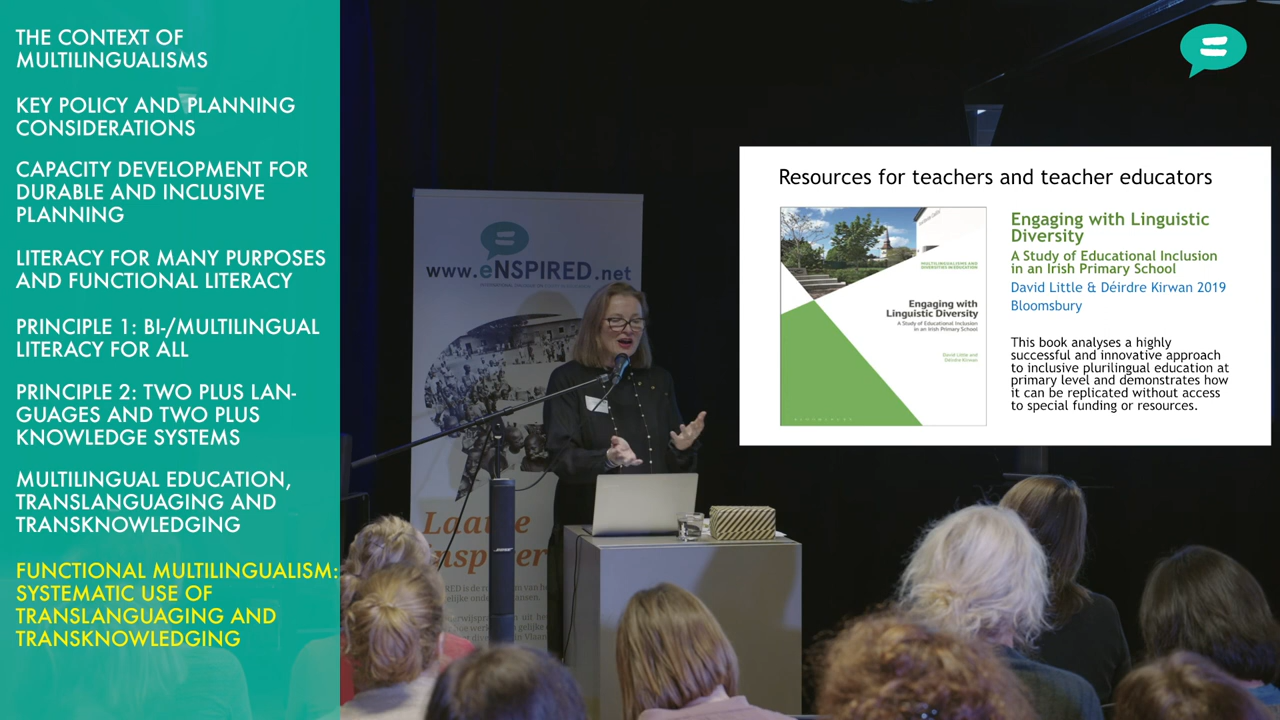 THE CONTEXT OF
MULTILINGUALISMS
KEY POLICY AND PLANNING
CONSIDERATIONS
CAPACITY DEVELOPMENT FOR
DURABLE AND INCLUSIVE
PLANNING
LITERACY FOR MANY PURPOSES
AND FUNCTIONAL LITERACY
PRINCIPLE 1: BI-/MULTILINGUAL
LITERACY FOR ALL
PRINCIPLE 2: TWO PLUS LAN-
GUAGES AND TWO PLUS
KNOWLEDGE SYSTEMS
MULTILINGUAL EDUCATION,
TRANSLANGUAGING AND
TRANSKNOWLEDGING
FUNCTIONAL MULTILINGUALISM:
SYSTEMATIC USE OF
TRANSLANGUAGING AND
TRANSKNOWLEDGING
www.eNSPIRED.net
Resources for teachers and teacher educators
MULTILINGUALISMS AND
DIVERSITIES IN EDUCATION
Engaging with
Linguistic Diversity
A Study of Educational Inclusion
in an Irish Primary School
David Little and
Déirdre Kirwan
BLOOMSBURY
Engaging with Linguistic
Diversity
A Study of Educational Inclusion
in an Irish Primary School
David Little & Déirdre Kirwan 2019
Bloomsbury
This book analyses a highly
successful and innovative approach
to inclusive plurilingual education at
primary level and demonstrates how
it can be replicated without access
to special funding or resources.